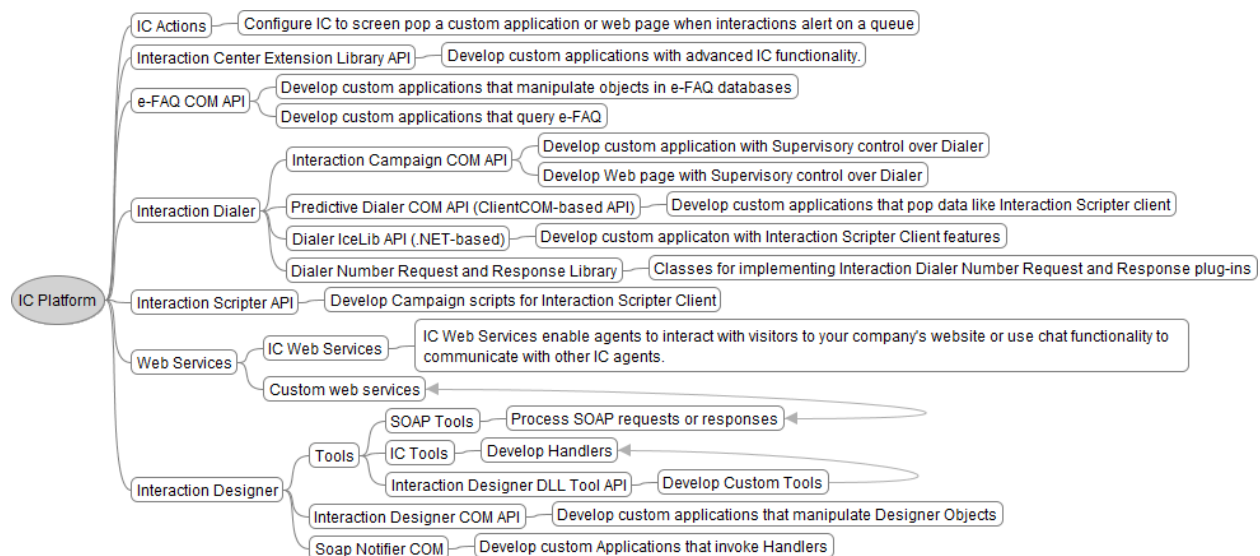 IC Platform
IC Actions
Configure IC to screen pop a custom application or web page when interactions alert on a queue
Interaction Center Extension Library API
Develop custom applications with advanced IC functionality.
e-FAQ COM API
Develop custom applications that manipulate objects in e-FAQ databases
Develop custom applications that query e-FAQ
Interaction Dialer
Interaction Campaign COM API
Develop custom application with Supervisory control over Dialer
Develop Web page with Supervisory control over Dialer
Predictive Dialer COM API (ClientCOM-based API)
Develop custom applications that pop data like Interaction Scripter client
Dialer IceLib API (.NET-based)
Develop custom applicaton with Interaction Scripter Client features
Dialer Number Request and Response Library
Classes for implementing Interaction Dialer Number Request and Response plug-ins
Interaction Scripter API
Develop Campaign scripts for Interaction Scripter Client
Web Services
IC Web Services
IC Web Services enable agents to interact with visitors to your company's website or use chat functionality to
communicate with other IC agents.
Custom web services
Interaction Designer
Tools
SOAP Tools
Process SOAP requests or responses
IC Tools
Develop Handlers
Interaction Designer DLL Tool API
Develop Custom Tools
Interaction Designer COM API
Develop custom applications that manipulate Designer Objects
Soap Notifier COM
Develop custom Applications that invoke Handlers